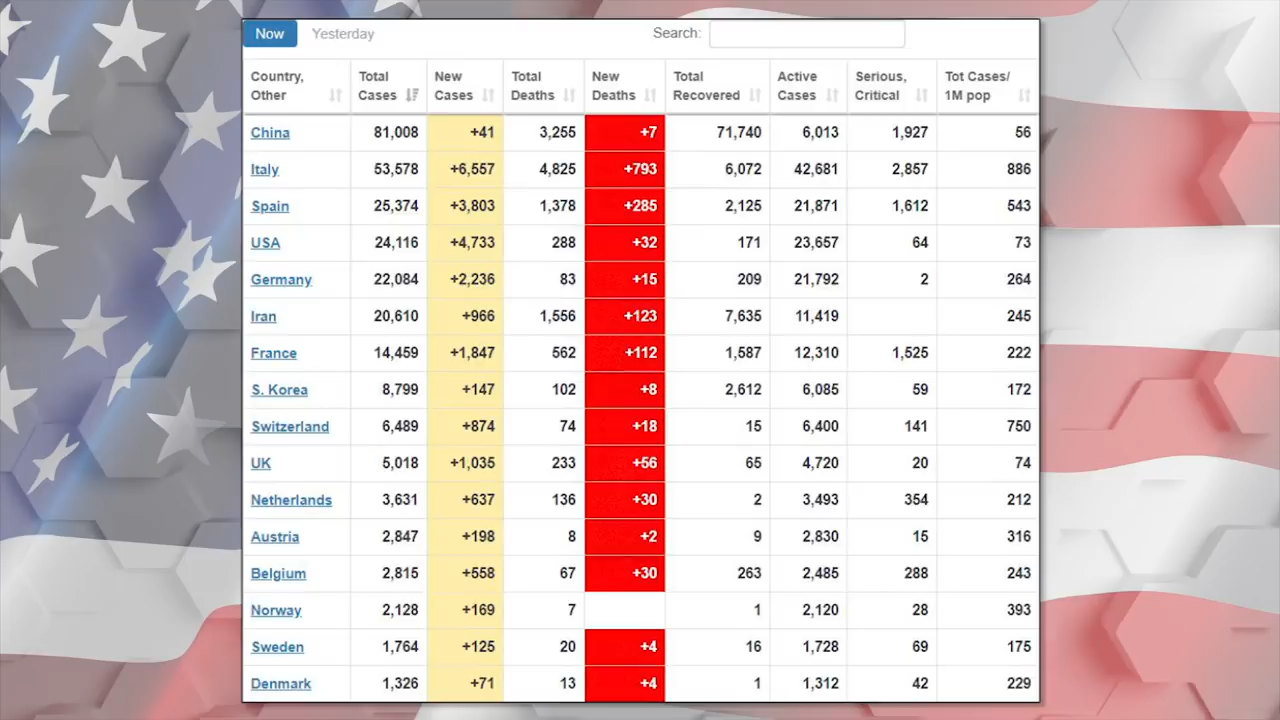 Now Yesterday Search:
Country, Total New Total New Total Active Serious, Tot Cases/
Other Cases Cases Deaths Deaths Recovered Cases Critical 1M pop
China 81,008 +41 3,255 +7 71,740 6,013 1,927 56
Italy 53,578 +6,557 4,825 +793 6,072 42,681 2,857 886
Spain 25,374 +3,803 1,378 +285 2,125 21,871 1,612 543
USA 24,116 +4,733 288 +32 171 23,657 64 73
Germany 22,084 +2,236 83 +15 209 21,792 2 264
Iran 20,610 +966 1,556 +123 7,635 11,419 245
France 14,459 +1,847 562 +112 1,587 12,310 1,525 222
S. Korea 8,799 +147 102 +8 2,612 6,085 59 172
Switzerland 6,489 +874 74 +18 15 6,400 141 750
UK 5,018 +1,035 233 +56 65 4,720 20 74
Netherlands 3,631 +637 136 +30 2 3,493 354 212
Austria 2,847 +198 8 +2 9 2,830 15 316
Belgium 2,815 +558 67 +30 263 2,485 288 243
Norway 2,128 +169 7 1 2,120 28 393
Sweden 1,764 +125 20 +4 16 1,728 69 175
Denmark 1,326 +71 13 +4 1 1,312 42 229